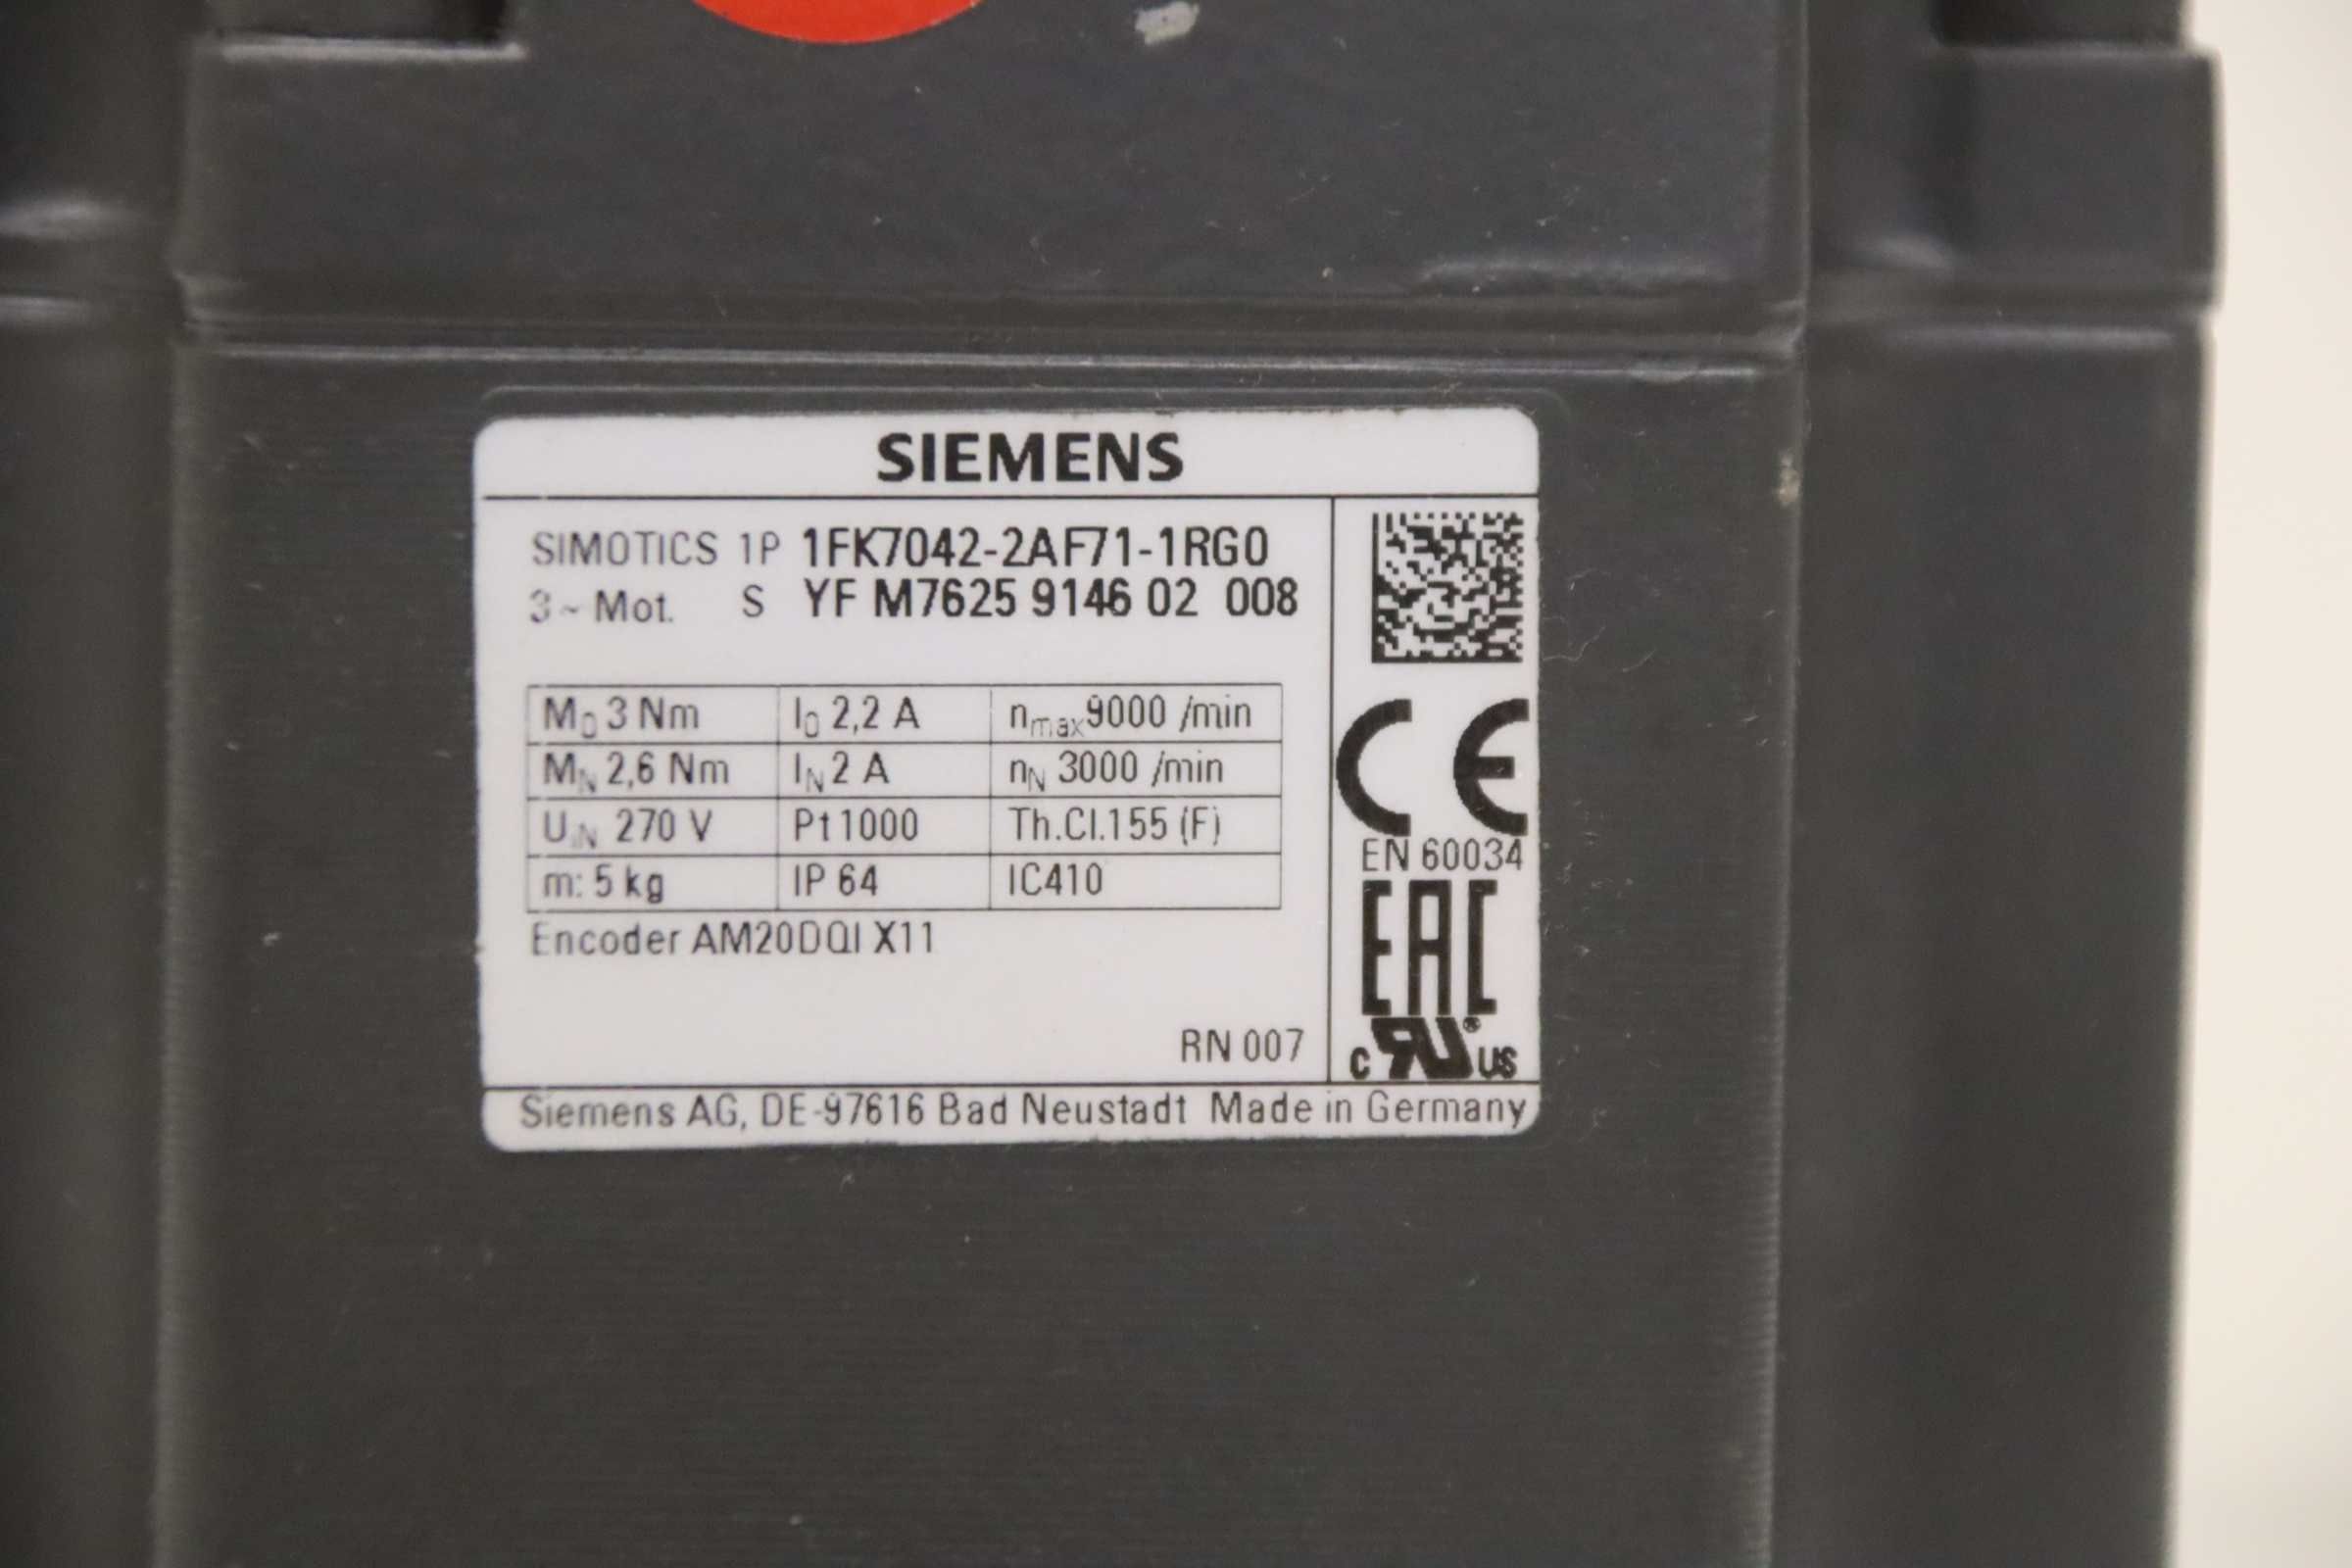 SIEMENS
SIMOTICS 1P 1FK7042-2AF71-1RG0
3 ~ Mot. S YF M7625 9146 02 008
M0 3 Nm I0 2,2 A nmax 9000 /min
MN 2,6 Nm IN 2 A nN 3000 /min
UIN 270 V Pt1000 Th.Cl.155 (F)
m: 5 kg IP 64 IC410
Encoder AM20DQI X11
RN 007
CE
EN 60034
EAC
c RU ® US
Siemens AG, DE-97616 Bad Neustadt Made in Germany